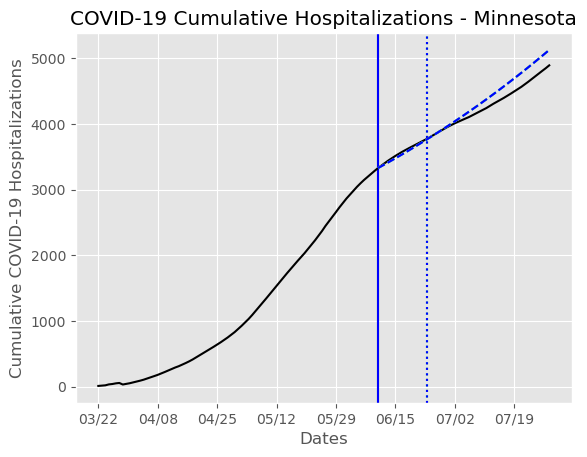 COVID-19 Cumulative Hospitalizations - Minnesota
Cumulative COVID-19 Hospitalizations
5000
4000
3000
2000
1000
0
03/22 04/08 04/25 05/12 05/29 06/15 07/02 07/19
Dates